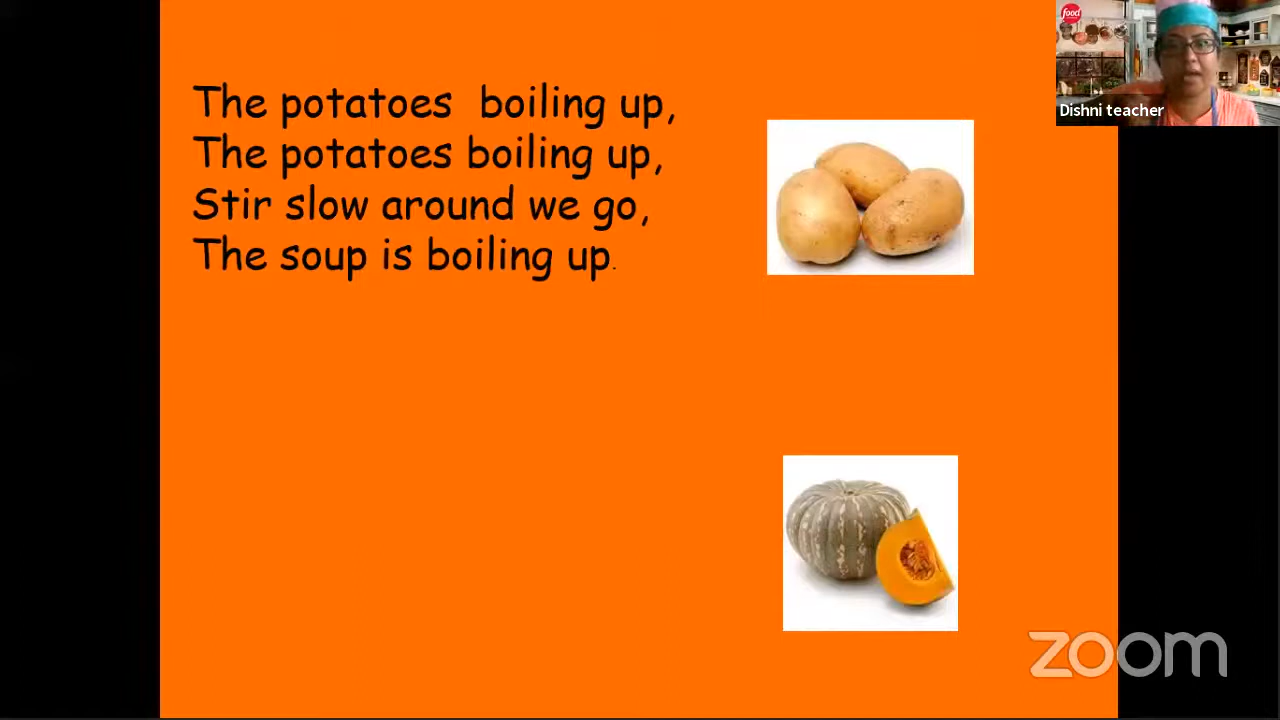 The potatoes  boiling up,
The potatoes boiling up,
Stir slow around we go,
The soup is boiling up.
food
Dishni teacher
zoom